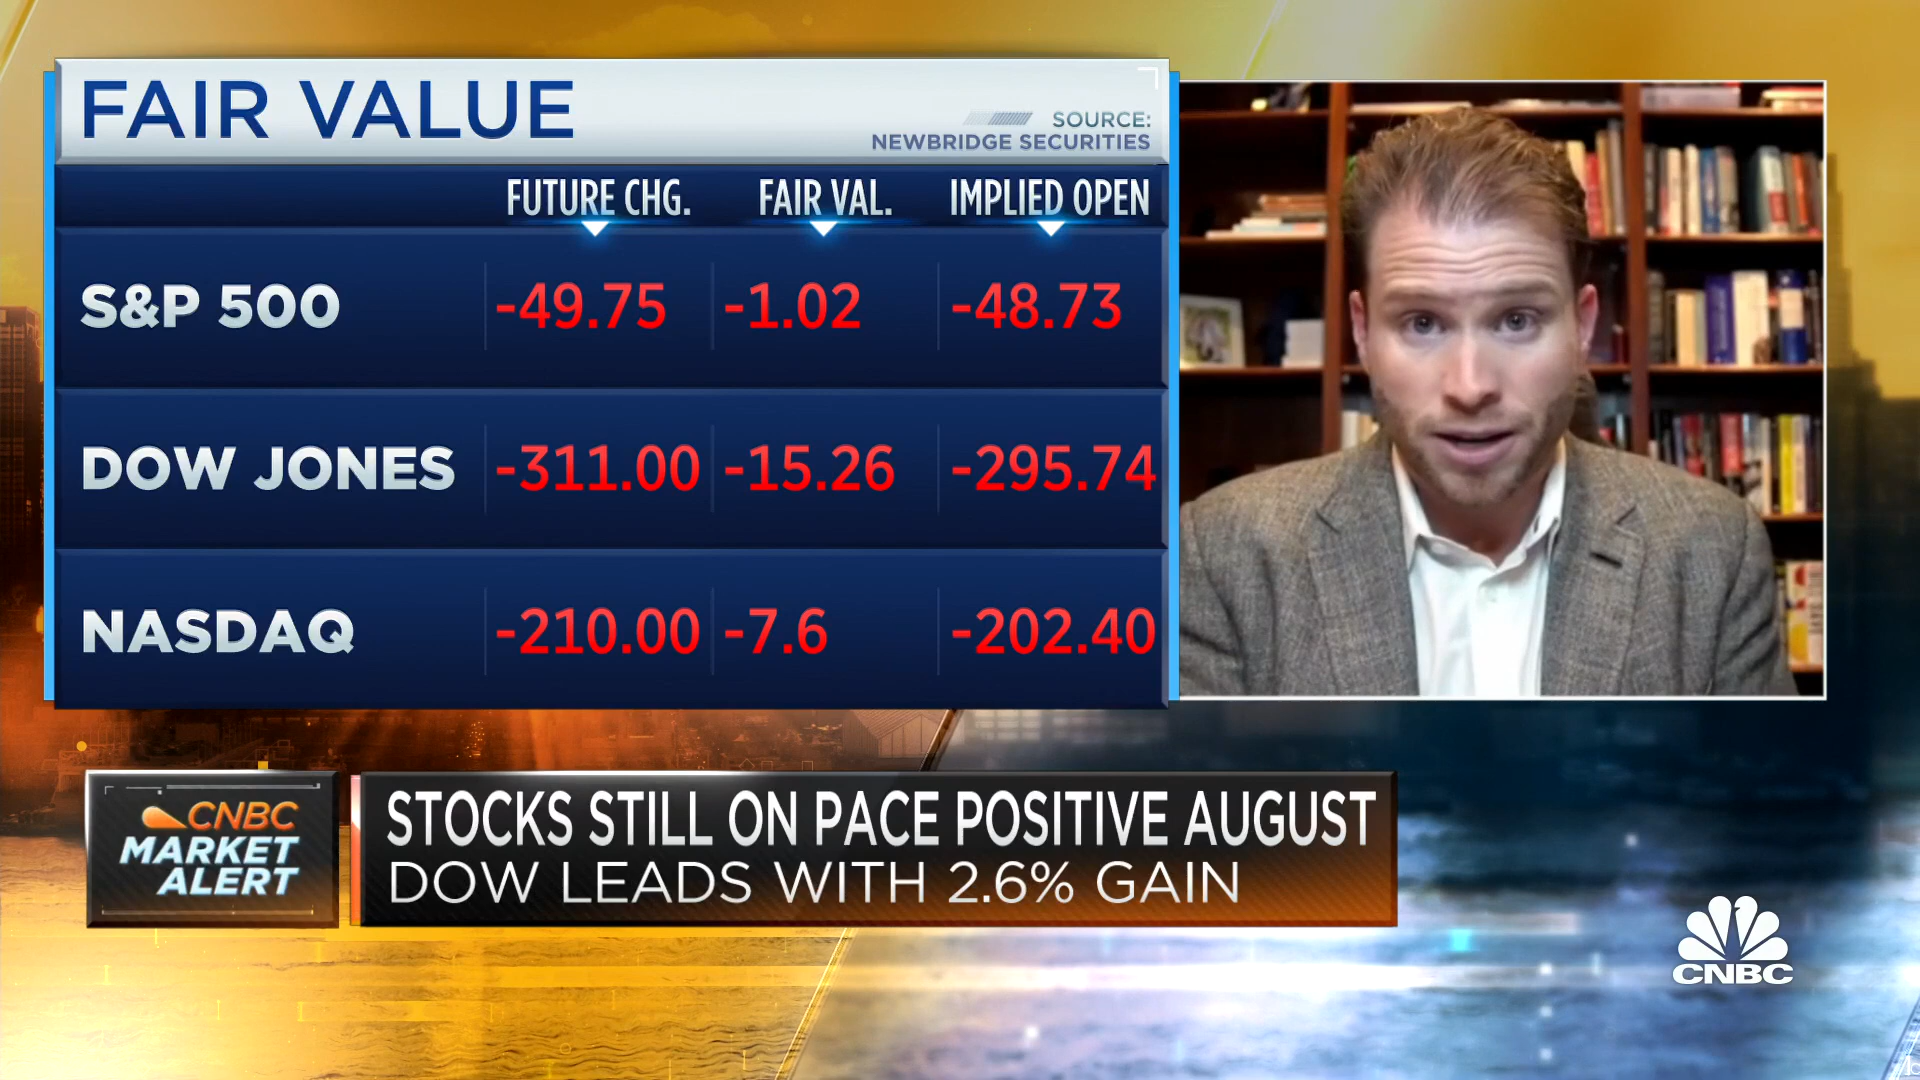 FAIR VALUE
SOURCE:
NEWBRIDGE SECURITIES
FUTURE CHG. FAIR VAL. IMPLIED OPEN
S&P 500 -49.75 -1.02 -48.73
DOW JONES -311.00 -15.26 -295.74
NASDAQ -210.00 -7.6 -202.40
CNBC
MARKET
ALERT
STOCKS STILL ON PACE POSITIVE AUGUST
DOW LEADS WITH 2.6% GAIN
CNBC